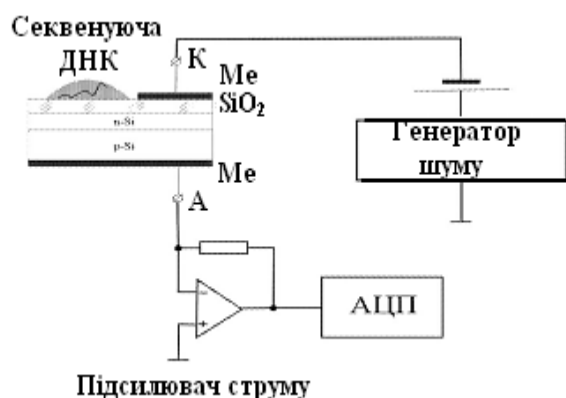 Секвенуюча
ДНК
К
Me
SiO₂
n-Si
p-Si
Me
А
Генератор
шуму
АЦП
Підсилювач струму